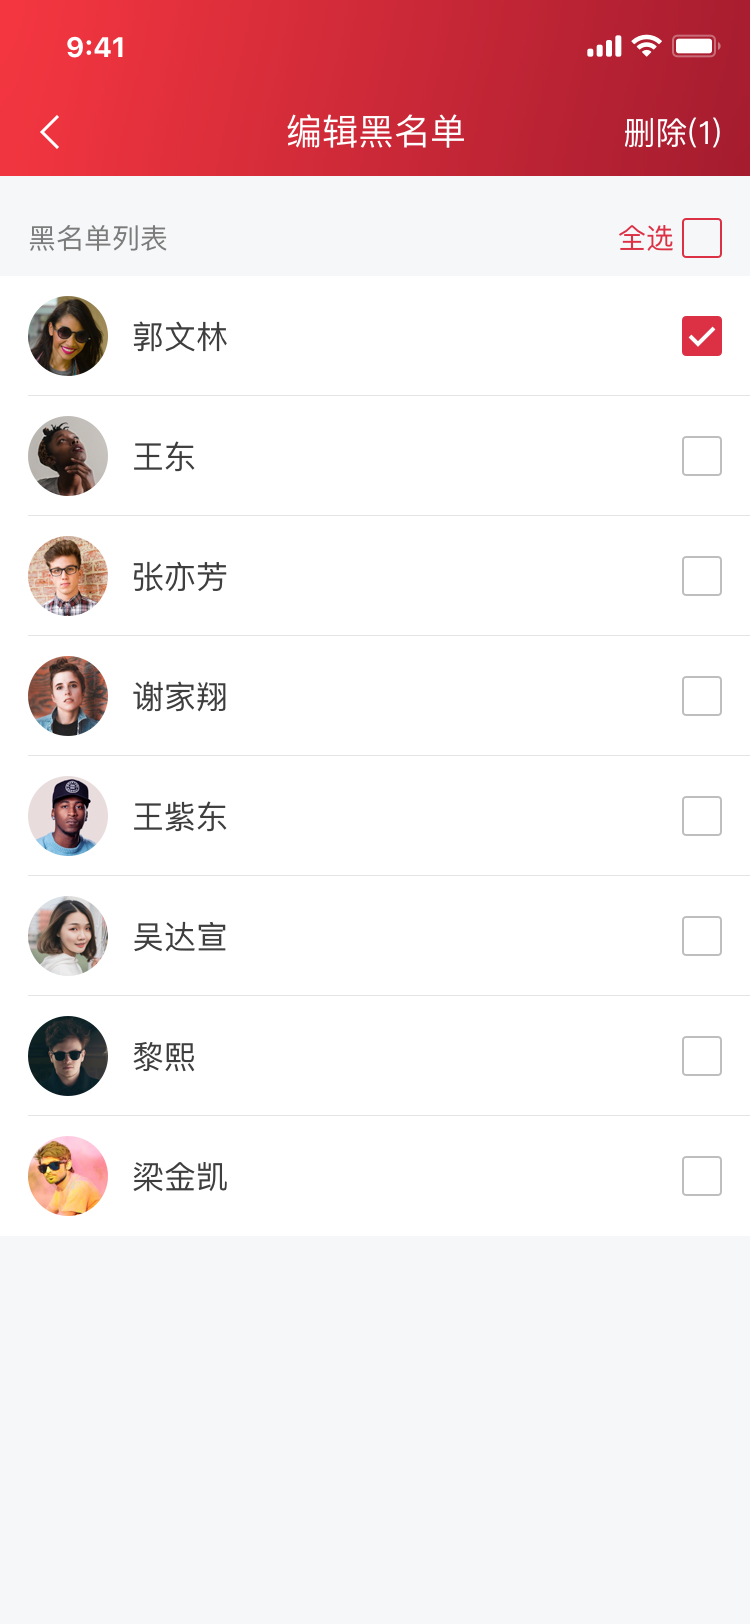 9:41
编辑黑名单 删除(1)
黑名单列表 全选
郭文林
王东
张亦芳
谢家翔
王紫东
吴达宣
黎熙
梁金凯